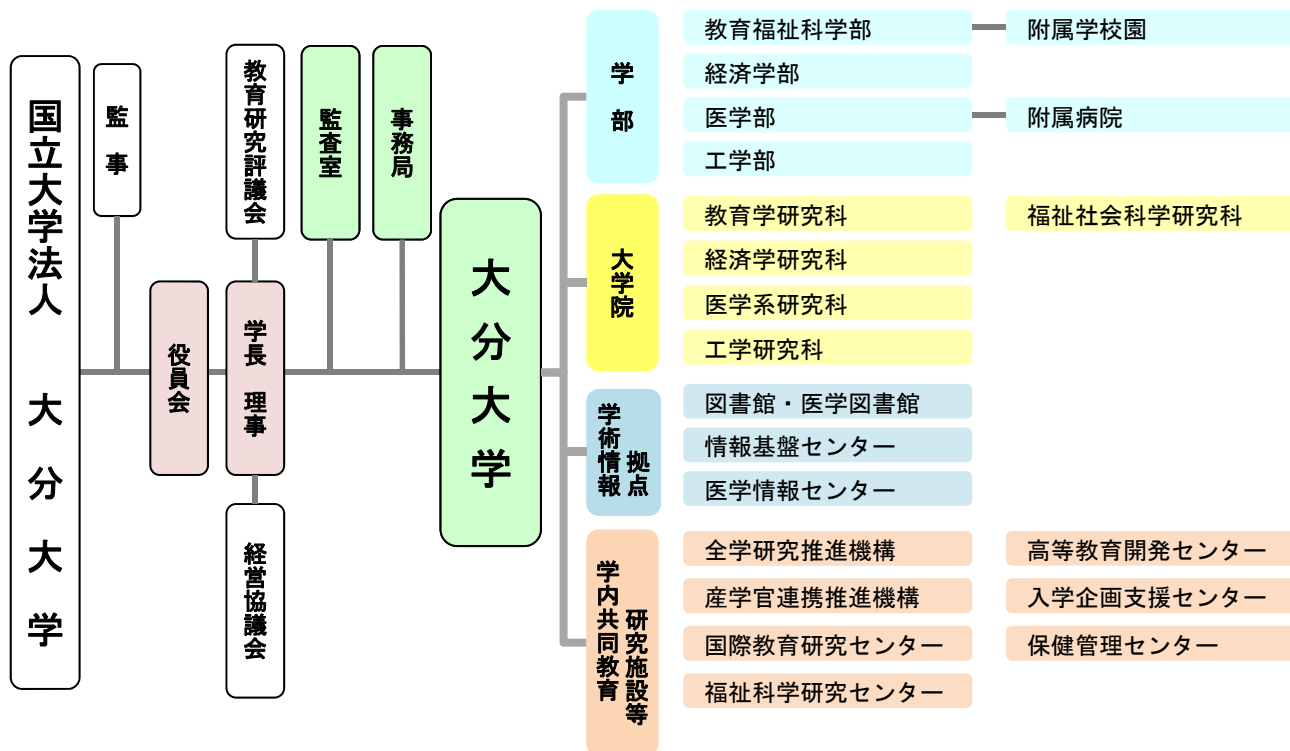 国立大学法人 大分大学
監事
役員会
教育研究評議会
学長 理事
経営協議会
監査室
事務局
大分大学
学部
教育福祉科学部
附属学校園
経済学部
医学部
附属病院
工学部
大学院
教育学研究科
福祉社会科学研究科
経済学研究科
医学系研究科
工学研究科
学術情報
拠点
図書館・医学図書館
情報基盤センター
医学情報センター
学内共同教育
研究施設等
全学研究推進機構
高等教育開発センター
産学官連携推進機構
入学企画支援センター
国際教育研究センター
保健管理センター
福祉科学研究センター